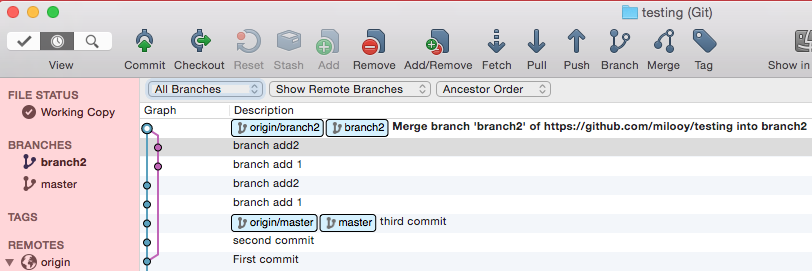 testing (Git)
View Commit Checkout Reset Stash Add Remove Add/Remove Fetch Pull Push Branch Merge Tag Show in
All Branches Show Remote Branches Ancestor Order
FILE STATUS
Working Copy
BRANCHES
branch2
master
TAGS
REMOTES
origin
Graph Description
origin/branch2 branch2 Merge branch 'branch2' of https://github.com/milooy/testing into branch2
branch add2
branch add 1
branch add2
branch add 1
origin/master master third commit
second commit
First commit